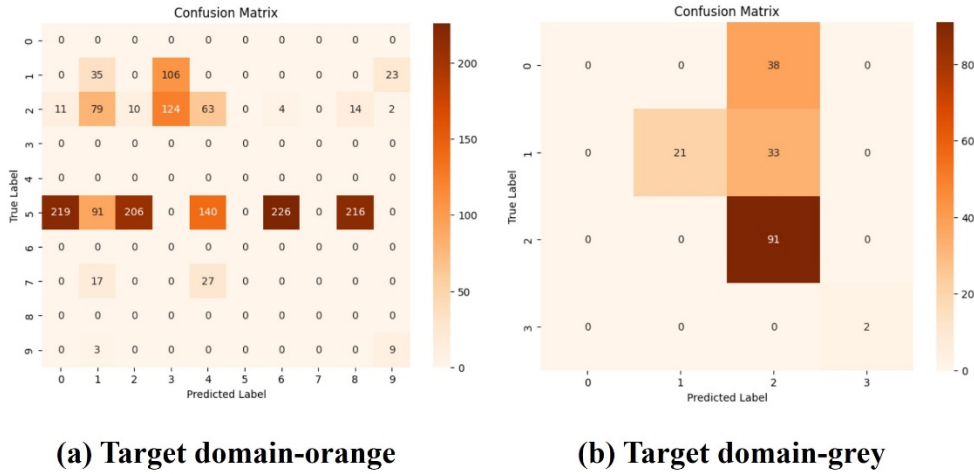 Confusion Matrix
0 0 0 0 0 0 0 0 0 0 0
1 0 35 0 106 0 0 0 0 0 23
2 11 79 10 124 63 0 4 0 14 2
3 0 0 0 0 0 0 0 0 0 0
4 0 0 0 0 0 0 0 0 0 0
5 219 91 206 0 140 0 226 0 216 0
6 0 0 0 0 0 0 0 0 0 0
7 0 17 0 0 27 0 0 0 0 0
8 0 0 0 0 0 0 0 0 0 0
9 0 3 0 0 0 0 0 0 0 9
0 1 2 3 4 5 6 7 8 9
True Label
Predicted Label
200
150
100
50
0
(a) Target domain-orange
Confusion Matrix
0 0 0 38 0
1 0 21 33 0
2 0 0 91 0
3 0 0 0 2
0 1 2 3
True Label
Predicted Label
80
60
40
20
0
(b) Target domain-grey